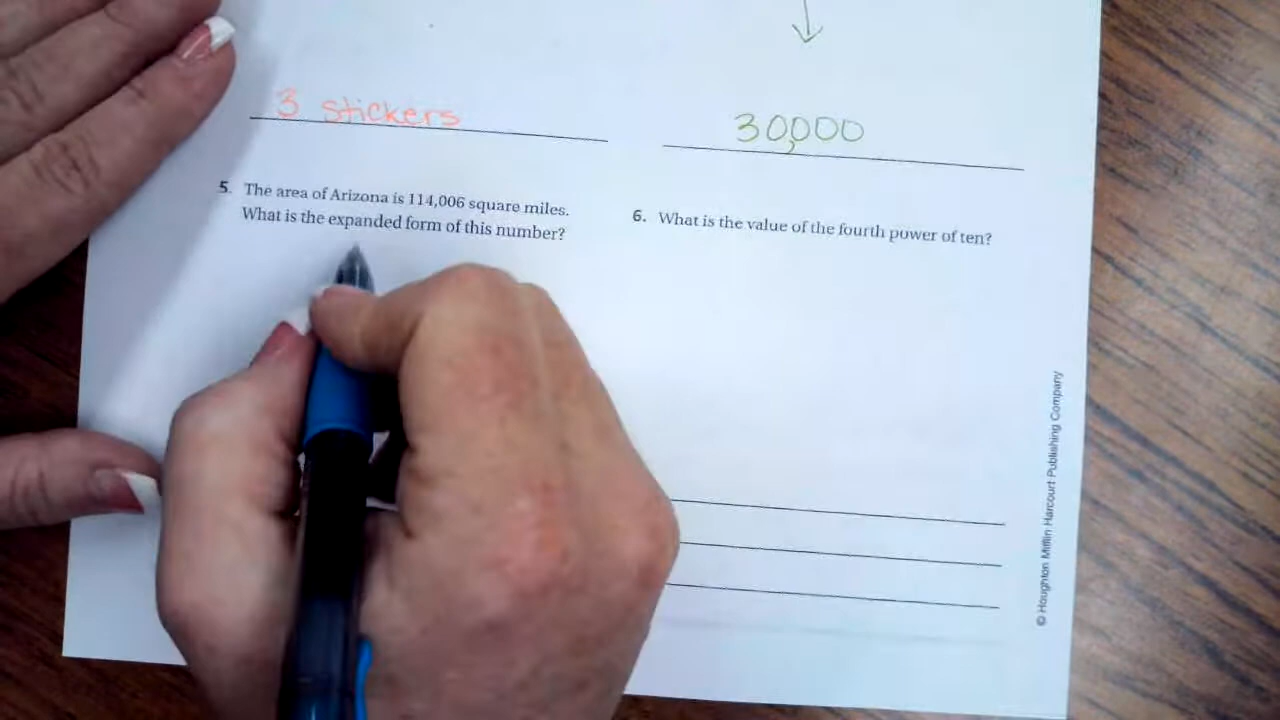 3 stickers
30,000
5. The area of Arizona is 114,006 square miles.
What is the expanded form of this number?
6. What is the value of the fourth power of ten?
© Houghton Mifflin Harcourt Publishing Company